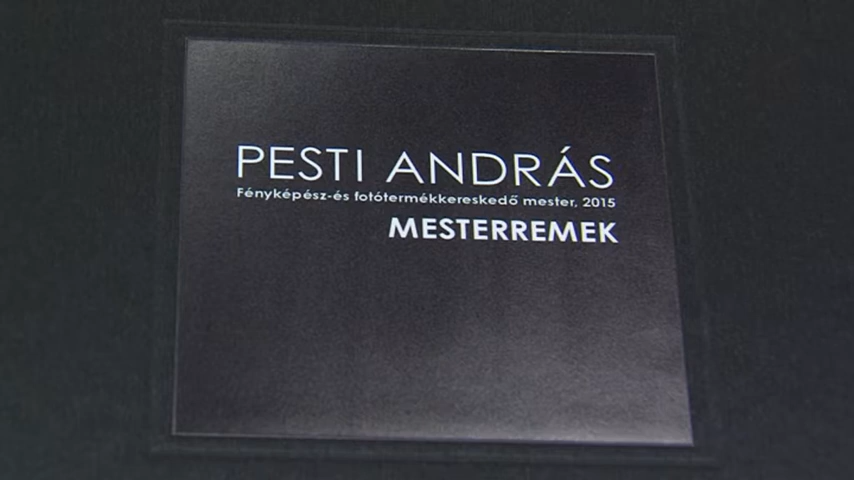 PESTI ANDRÁS
Fényképész-és fotótermékkereskedő mester, 2015
MESTERREMEK